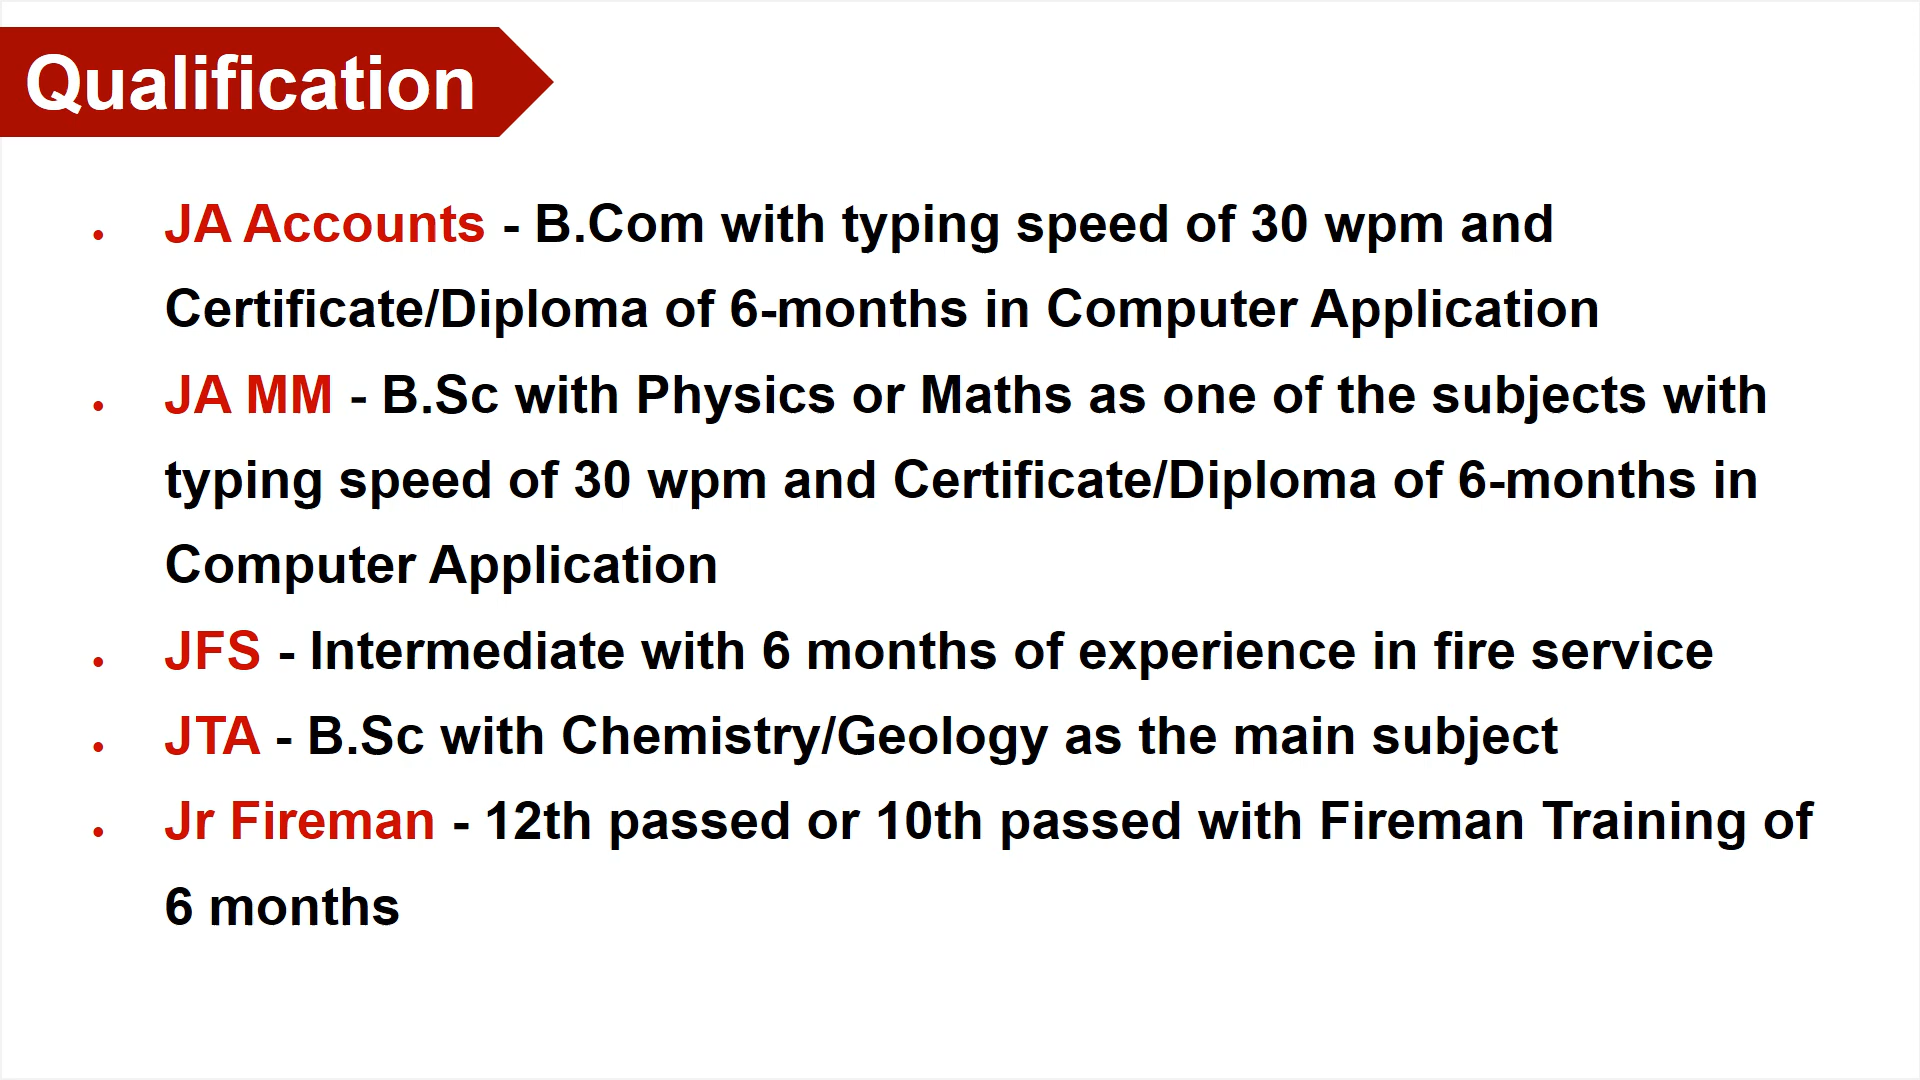 Qualification
• JA Accounts - B.Com with typing speed of 30 wpm and
Certificate/Diploma of 6-months in Computer Application
• JA MM - B.Sc with Physics or Maths as one of the subjects with
typing speed of 30 wpm and Certificate/Diploma of 6-months in
Computer Application
• JFS - Intermediate with 6 months of experience in fire service
• JTA - B.Sc with Chemistry/Geology as the main subject
• Jr Fireman - 12th passed or 10th passed with Fireman Training of
6 months